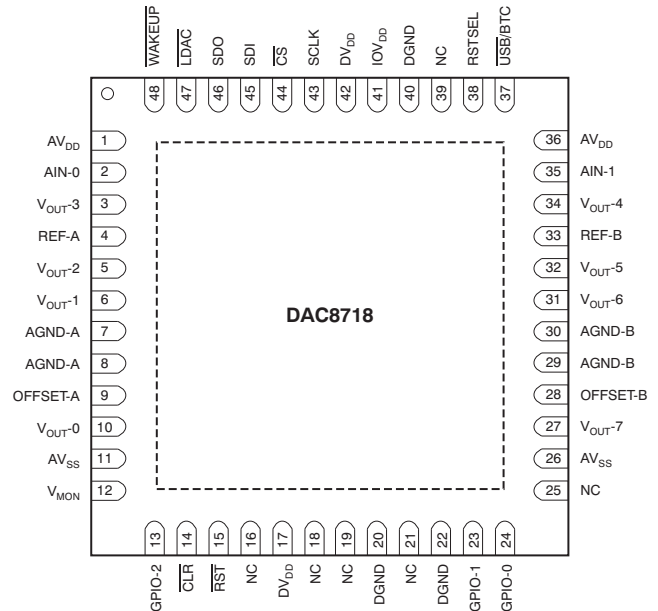 WAKEUP
LDAC
SDO
SDI
CS
SCLK
DVDD
IOVDD
DGND
NC
RSTSEL
USB/BTC
48
47
46
45
44
43
42
41
40
39
38
37
AVDD 1
36 AVDD
AIN-0 2
35 AIN-1
VOUT-3 3
34 VOUT-4
REF-A 4
33 REF-B
VOUT-2 5
32 VOUT-5
VOUT-1 6
31 VOUT-6
DAC8718
AGND-A 7
30 AGND-B
AGND-A 8
29 AGND-B
OFFSET-A 9
28 OFFSET-B
VOUT-0 10
27 VOUT-7
AVSS 11
26 AVSS
VMON 12
25 NC
13
14
15
16
17
18
19
20
21
22
23
24
GPIO-2
CLR
RST
NC
DVDD
NC
NC
DGND
NC
DGND
GPIO-1
GPIO-0